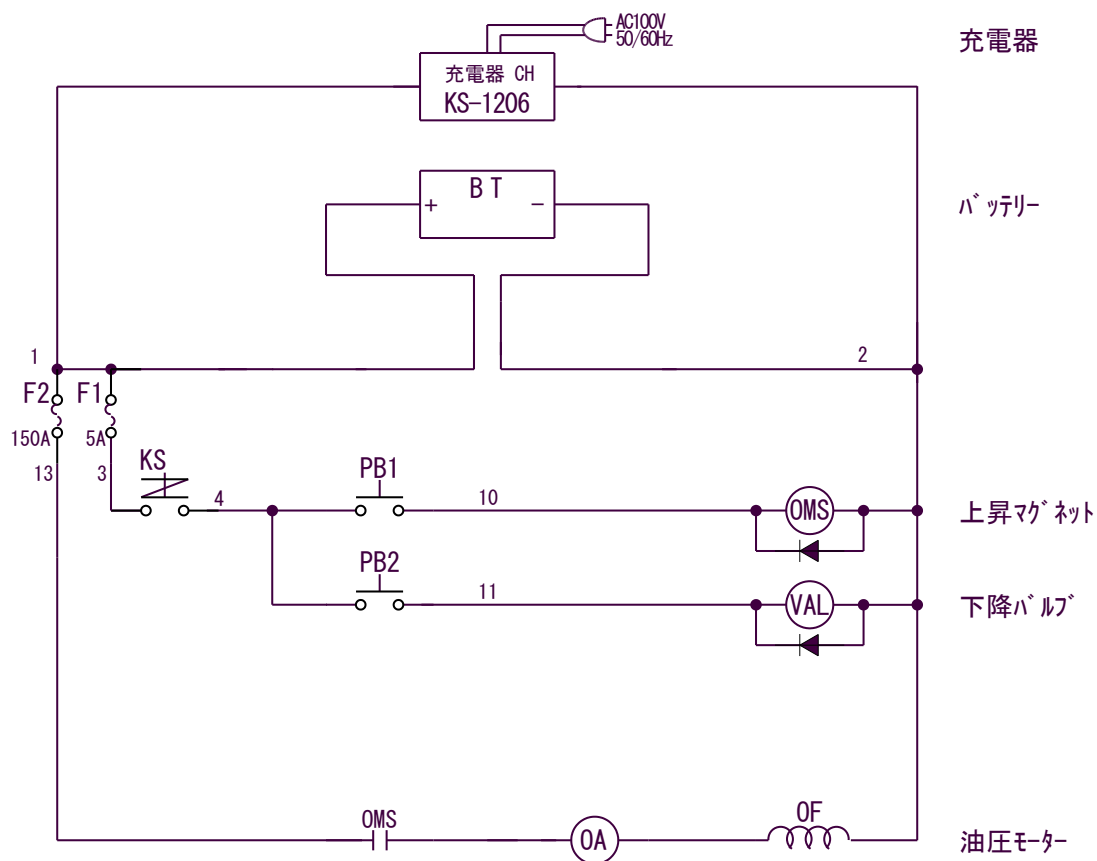 AC100V
50/60Hz
充電器
充電器 CH
KS-1206
BT
+
−
バッテリー
1
2
F2
F1
150A
5A
13
3
KS
4
PB1
10
OMS
上昇マグネット
PB2
11
VAL
下降バルブ
OMS
OA
OF
油圧モーター